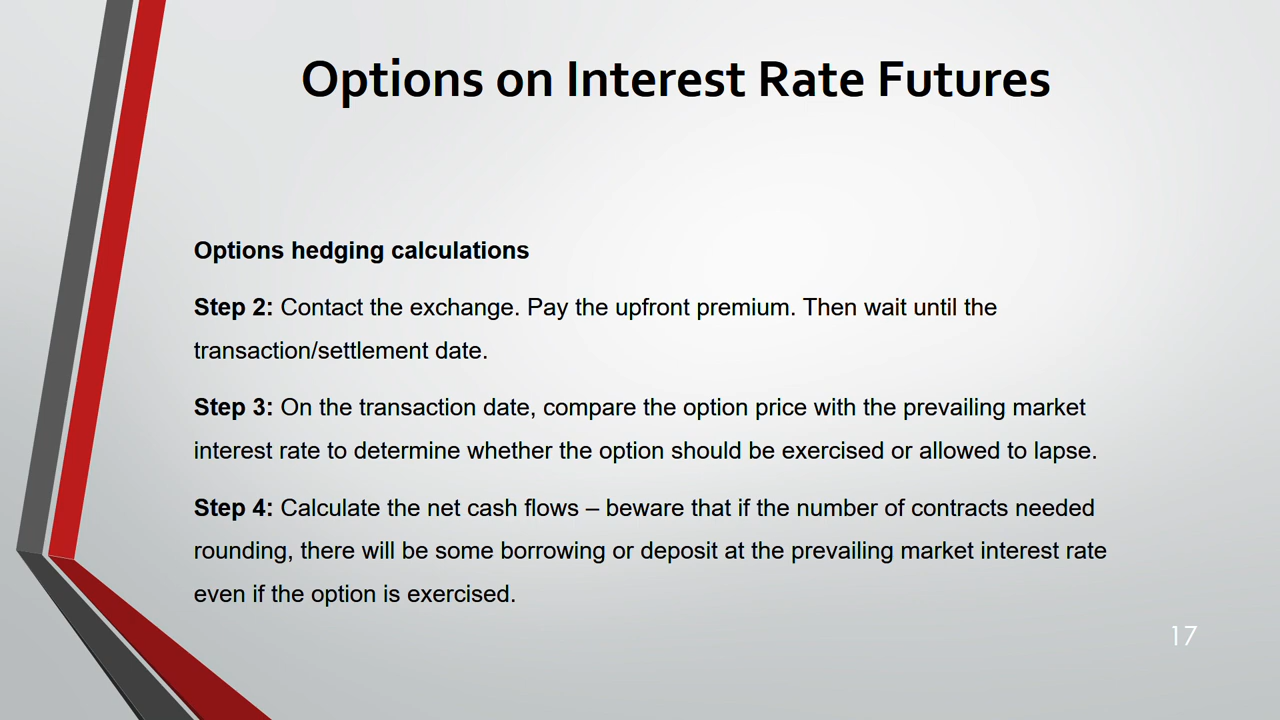 Options on Interest Rate Futures
Options hedging calculations
Step 2: Contact the exchange. Pay the upfront premium. Then wait until the
transaction/settlement date.
Step 3: On the transaction date, compare the option price with the prevailing market
interest rate to determine whether the option should be exercised or allowed to lapse.
Step 4: Calculate the net cash flows – beware that if the number of contracts needed
rounding, there will be some borrowing or deposit at the prevailing market interest rate
even if the option is exercised.
17